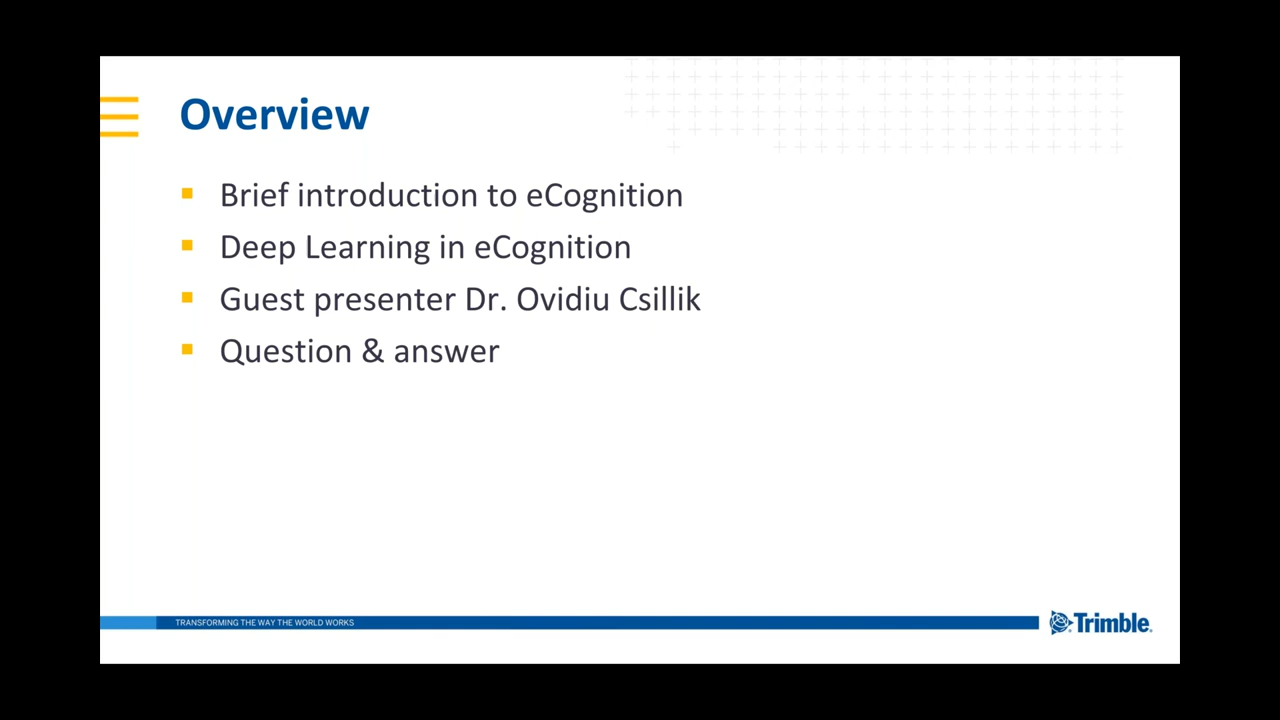 Overview
Brief introduction to eCognition
Deep Learning in eCognition
Guest presenter Dr. Ovidiu Csillik
Question & answer
TRANSFORMING THE WAY THE WORLD WORKS
Trimble